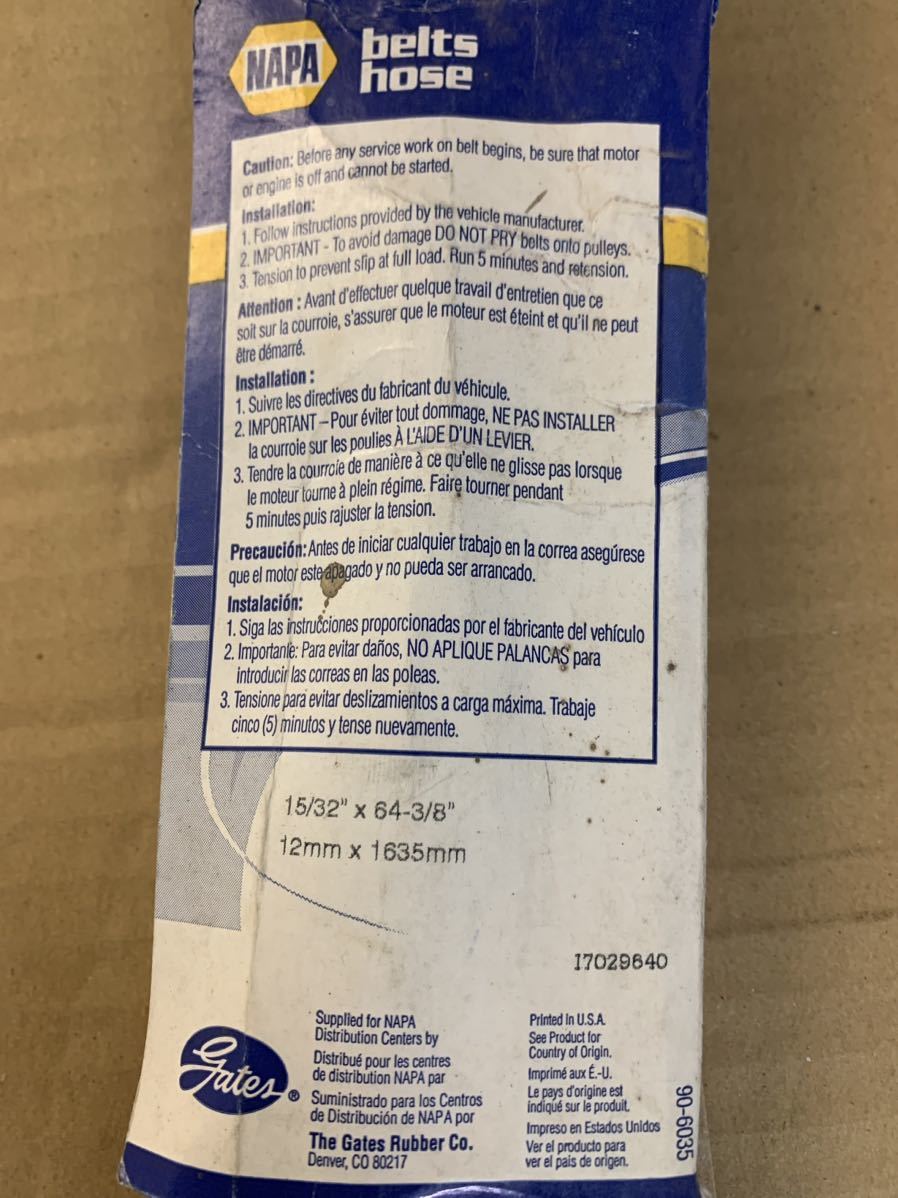 NAPA
belts
hose
Caution: Before any service work on belt begins, be sure that motor
or engine is off and cannot be started.
Installation:
1. Follow instructions provided by the vehicle manufacturer.
2. IMPORTANT - To avoid damage DO NOT PRY belts onto pulleys.
3. Tension to prevent slip at full load. Run 5 minutes and retension.
Attention : Avant d'effectuer quelque travail d'entretien que ce
soit sur la courroie, s'assurer que le moteur est éteint et qu'il ne peut
être démarré.
Installation :
1. Suivre les directives du fabricant du véhicule.
2. IMPORTANT – Pour éviter tout dommage, NE PAS INSTALLER
la courroie sur les poulies À L'AIDE D'UN LEVIER.
3. Tendre la courroie de manière à ce qu'elle ne glisse pas lorsque
le moteur tourne à plein régime. Faire tourner pendant
5 minutes puis rajuster la tension.
Precaución: Antes de iniciar cualquier trabajo en la correa asegúrese
que el motor este apagado y no pueda ser arrancado.
Instalación:
1. Siga las instrucciones proporcionadas por el fabricante del vehículo
2. Importante: Para evitar daños, NO APLIQUE PALANCAS para
introducir las correas en las poleas.
3. Tensione para evitar deslizamientos a carga máxima. Trabaje
cinco (5) minutos y tense nuevamente.
15/32" x 64-3/8"
12mm x 1635mm
I7029640
Gates®
Supplied for NAPA
Distribution Centers by
Distribué pour les centres
de distribution NAPA par
Suministrado para los Centros
de Distribución de NAPA por
The Gates Rubber Co.
Denver, CO 80217
Printed in U.S.A.
See Product for
Country of Origin.
Imprimé aux É.-U.
Le pays d'origine est
indiqué sur le produit.
Impreso en Estados Unidos
Ver el producto para
ver el pais de origen.
90-6035